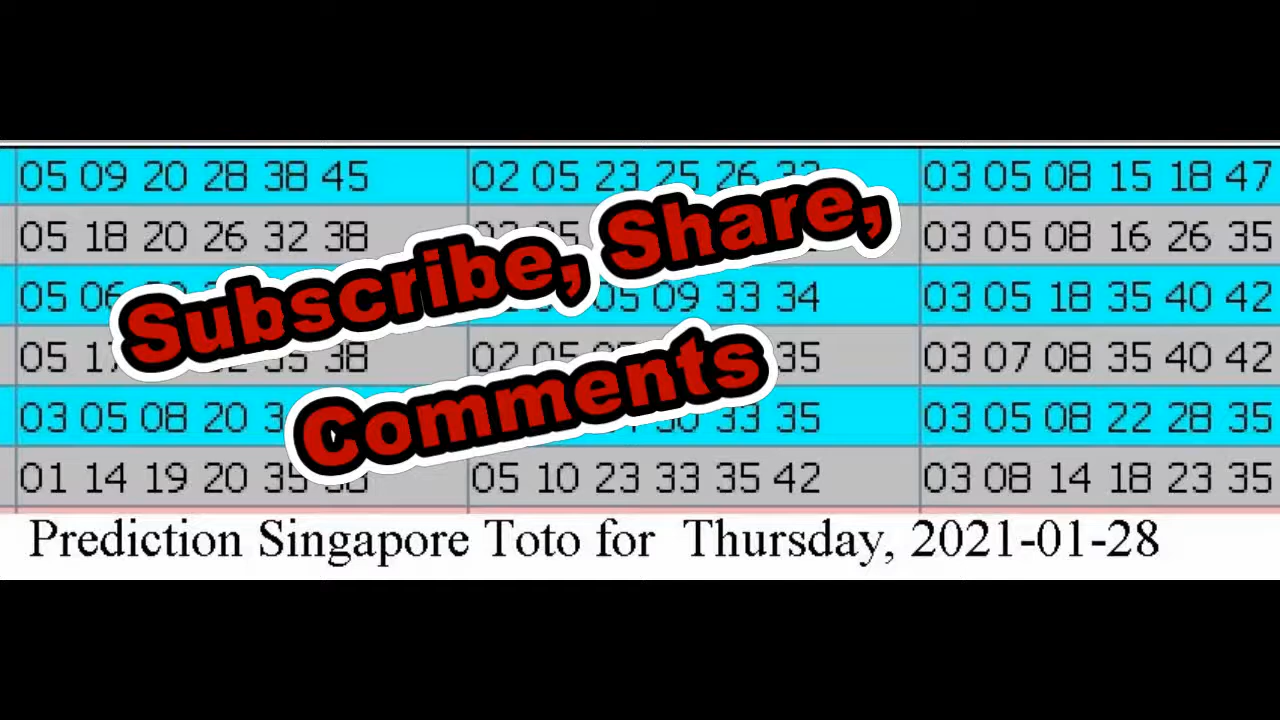 05 09 20 28 38 45 02 05 23 25 26 03 05 08 15 18 47
05 18 20 26 32 38 03 05 08 16 26 35
05 09 33 34 03 05 18 35 40 42
05 38 02 05 35 03 07 08 35 40 42
03 05 08 20 33 35 03 05 08 22 28 35
01 14 19 20 35 05 10 23 33 35 42 03 08 14 18 23 35
Subscribe, Share,
Comments
Prediction Singapore Toto for Thursday, 2021-01-28